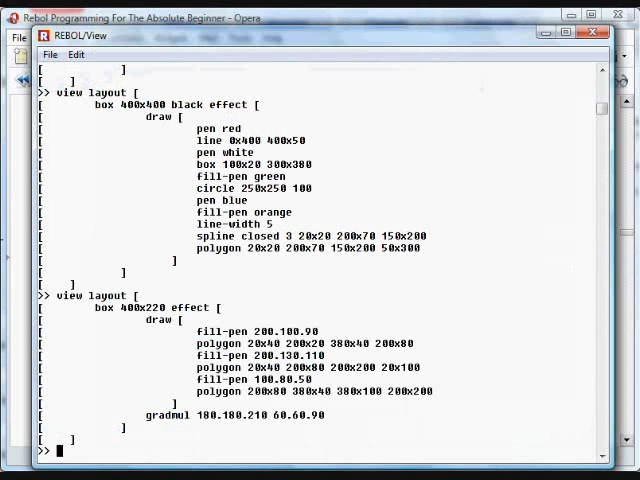 Rebol Programming For The Absolute Beginner - Opera
File
REBOL/View
File Edit
[ ]
[ ]
>> view layout [
[ box 400x400 black effect [
[ draw [
[ pen red
[ line 0x400 400x50
[ pen white
[ box 100x20 300x380
[ fill-pen green
[ circle 250x250 100
[ pen blue
[ fill-pen orange
[ line-width 5
[ spline closed 3 20x20 200x70 150x200
[ polygon 20x20 200x70 150x200 50x300
[ ]
[ ]
[ ]
>> view layout [
[ box 400x220 effect [
[ draw [
[ fill-pen 200.100.90
[ polygon 20x40 200x20 380x40 200x80
[ fill-pen 200.130.110
[ polygon 20x40 200x80 200x200 20x100
[ fill-pen 100.80.50
[ polygon 200x80 380x40 380x100 200x200
[ ]
[ gradmul 180.180.210 60.60.90
[ ]
[ ]
>>